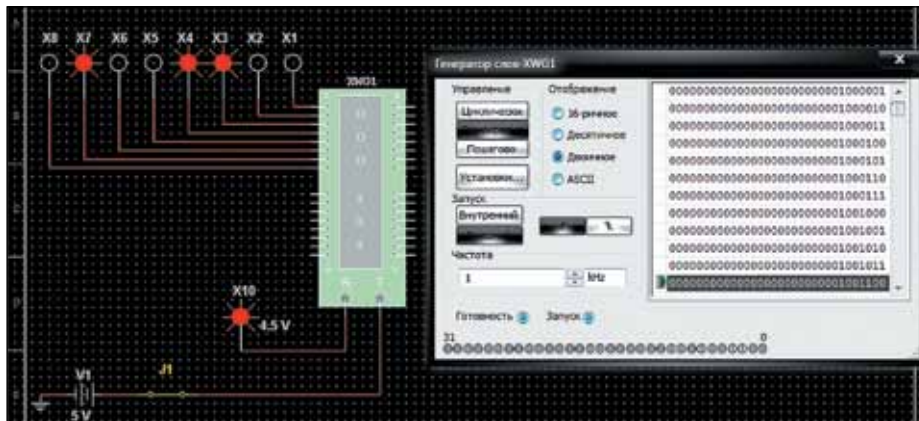 X8 X7 X6 X5 X4 X3 X2 X1
XWG1
X10
4.5 V
V1
5 V
J1
Генератор слов-XWG1
X
Управление
Циклически
Пошагово
Установки...
Отображение
16-ричное
Десятичное
Двоичное
ASCII
Запуск
Внутренний
Частота
1
kHz
Готовность
Запуск
31
0
00000000000000000000000001000001
00000000000000000000000001000010
00000000000000000000000001000011
00000000000000000000000001000100
00000000000000000000000001000101
00000000000000000000000001000110
00000000000000000000000001000111
00000000000000000000000001001000
00000000000000000000000001001001
00000000000000000000000001001010
00000000000000000000000001001011
00000000000000000000000001001100